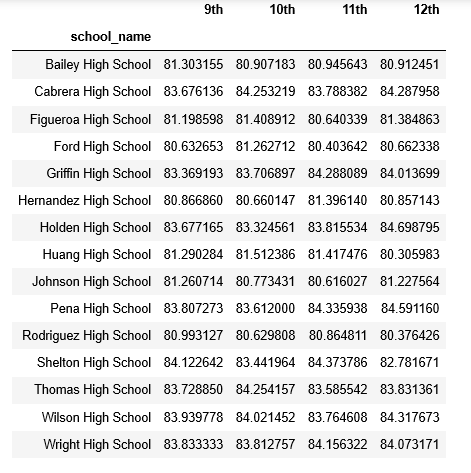 9th 10th 11th 12th
school_name
Bailey High School 81.303155 80.907183 80.945643 80.912451
Cabrera High School 83.676136 84.253219 83.788382 84.287958
Figueroa High School 81.198598 81.408912 80.640339 81.384863
Ford High School 80.632653 81.262712 80.403642 80.662338
Griffin High School 83.369193 83.706897 84.288089 84.013699
Hernandez High School 80.866860 80.660147 81.396140 80.857143
Holden High School 83.677165 83.324561 83.815534 84.698795
Huang High School 81.290284 81.512386 81.417476 80.305983
Johnson High School 81.260714 80.773431 80.616027 81.227564
Pena High School 83.807273 83.612000 84.335938 84.591160
Rodriguez High School 80.993127 80.629808 80.864811 80.376426
Shelton High School 84.122642 83.441964 84.373786 82.781671
Thomas High School 83.728850 84.254157 83.585542 83.831361
Wilson High School 83.939778 84.021452 83.764608 84.317673
Wright High School 83.833333 83.812757 84.156322 84.073171